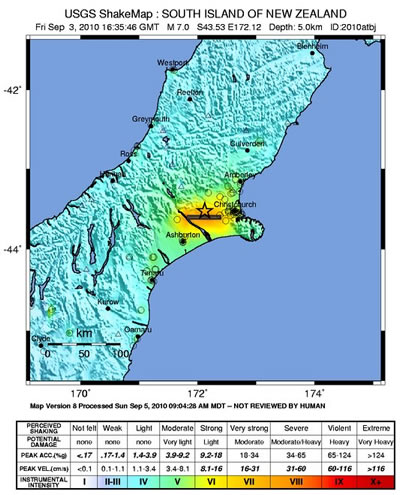 USGS ShakeMap : SOUTH ISLAND OF NEW ZEALAND
Fri Sep 3, 2010 16:35:46 GMT M 7.0 S43.53 E172.12 Depth: 5.0km ID:2010atbj
Blenheim
Westport
-42°
Reefton
Greymouth
Culverden
Ross
Amberley
Christchurch
Ashburton
-44°
Timaru
Kurow
km
Oamaru
Clyde
0 50 100
170° 172° 174°
Map Version 8 Processed Sun Sep 5, 2010 09:04:28 AM MDT -- NOT REVIEWED BY HUMAN
PERCEIVED SHAKING Not felt Weak Light Moderate Strong Very strong Severe Violent Extreme
POTENTIAL DAMAGE none none none Very light Light Moderate Moderate/Heavy Heavy Very Heavy
PEAK ACC.(%g) <.17 .17-1.4 1.4-3.9 3.9-9.2 9.2-18 18-34 34-65 65-124 >124
PEAK VEL.(cm/s) <0.1 0.1-1.1 1.1-3.4 3.4-8.1 8.1-16 16-31 31-60 60-116 >116
INSTRUMENTAL INTENSITY I II-III IV V VI VII VIII IX X+